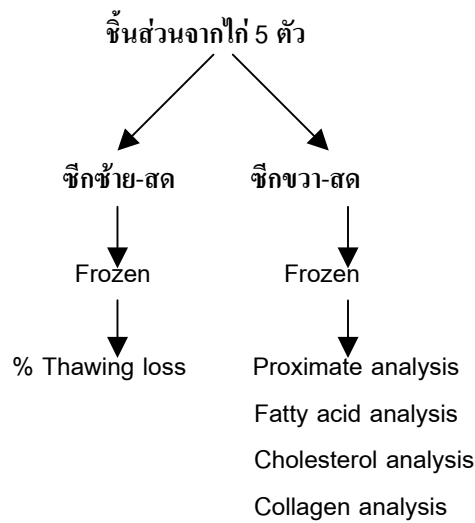 ชิ้นส่วนจากไก่ 5 ตัว
ซีกซ้าย-สด ซีกขวา-สด
Frozen Frozen
% Thawing loss Proximate analysis
Fatty acid analysis
Cholesterol analysis
Collagen analysis